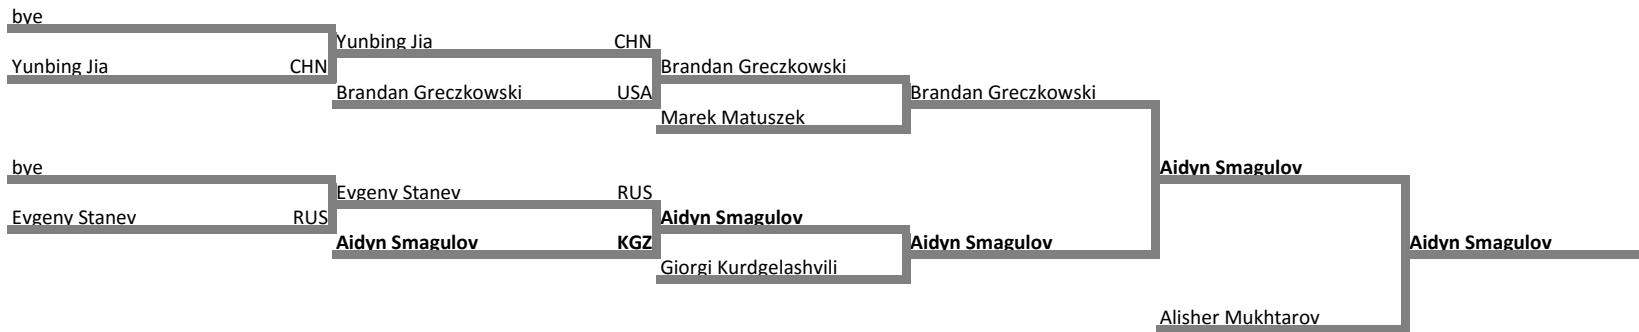 bye
Yunbing Jia CHN
Yunbing Jia CHN
Brandan Greczkowski
Brandan Greczkowski USA
Brandan Greczkowski
Marek Matuszek
bye
Aidyn Smagulov
Evgeny Stanev RUS
Evgeny Stanev RUS
Aidyn Smagulov
Aidyn Smagulov KGZ
Aidyn Smagulov
Aidyn Smagulov
Giorgi Kurdgelashvili
Alisher Mukhtarov